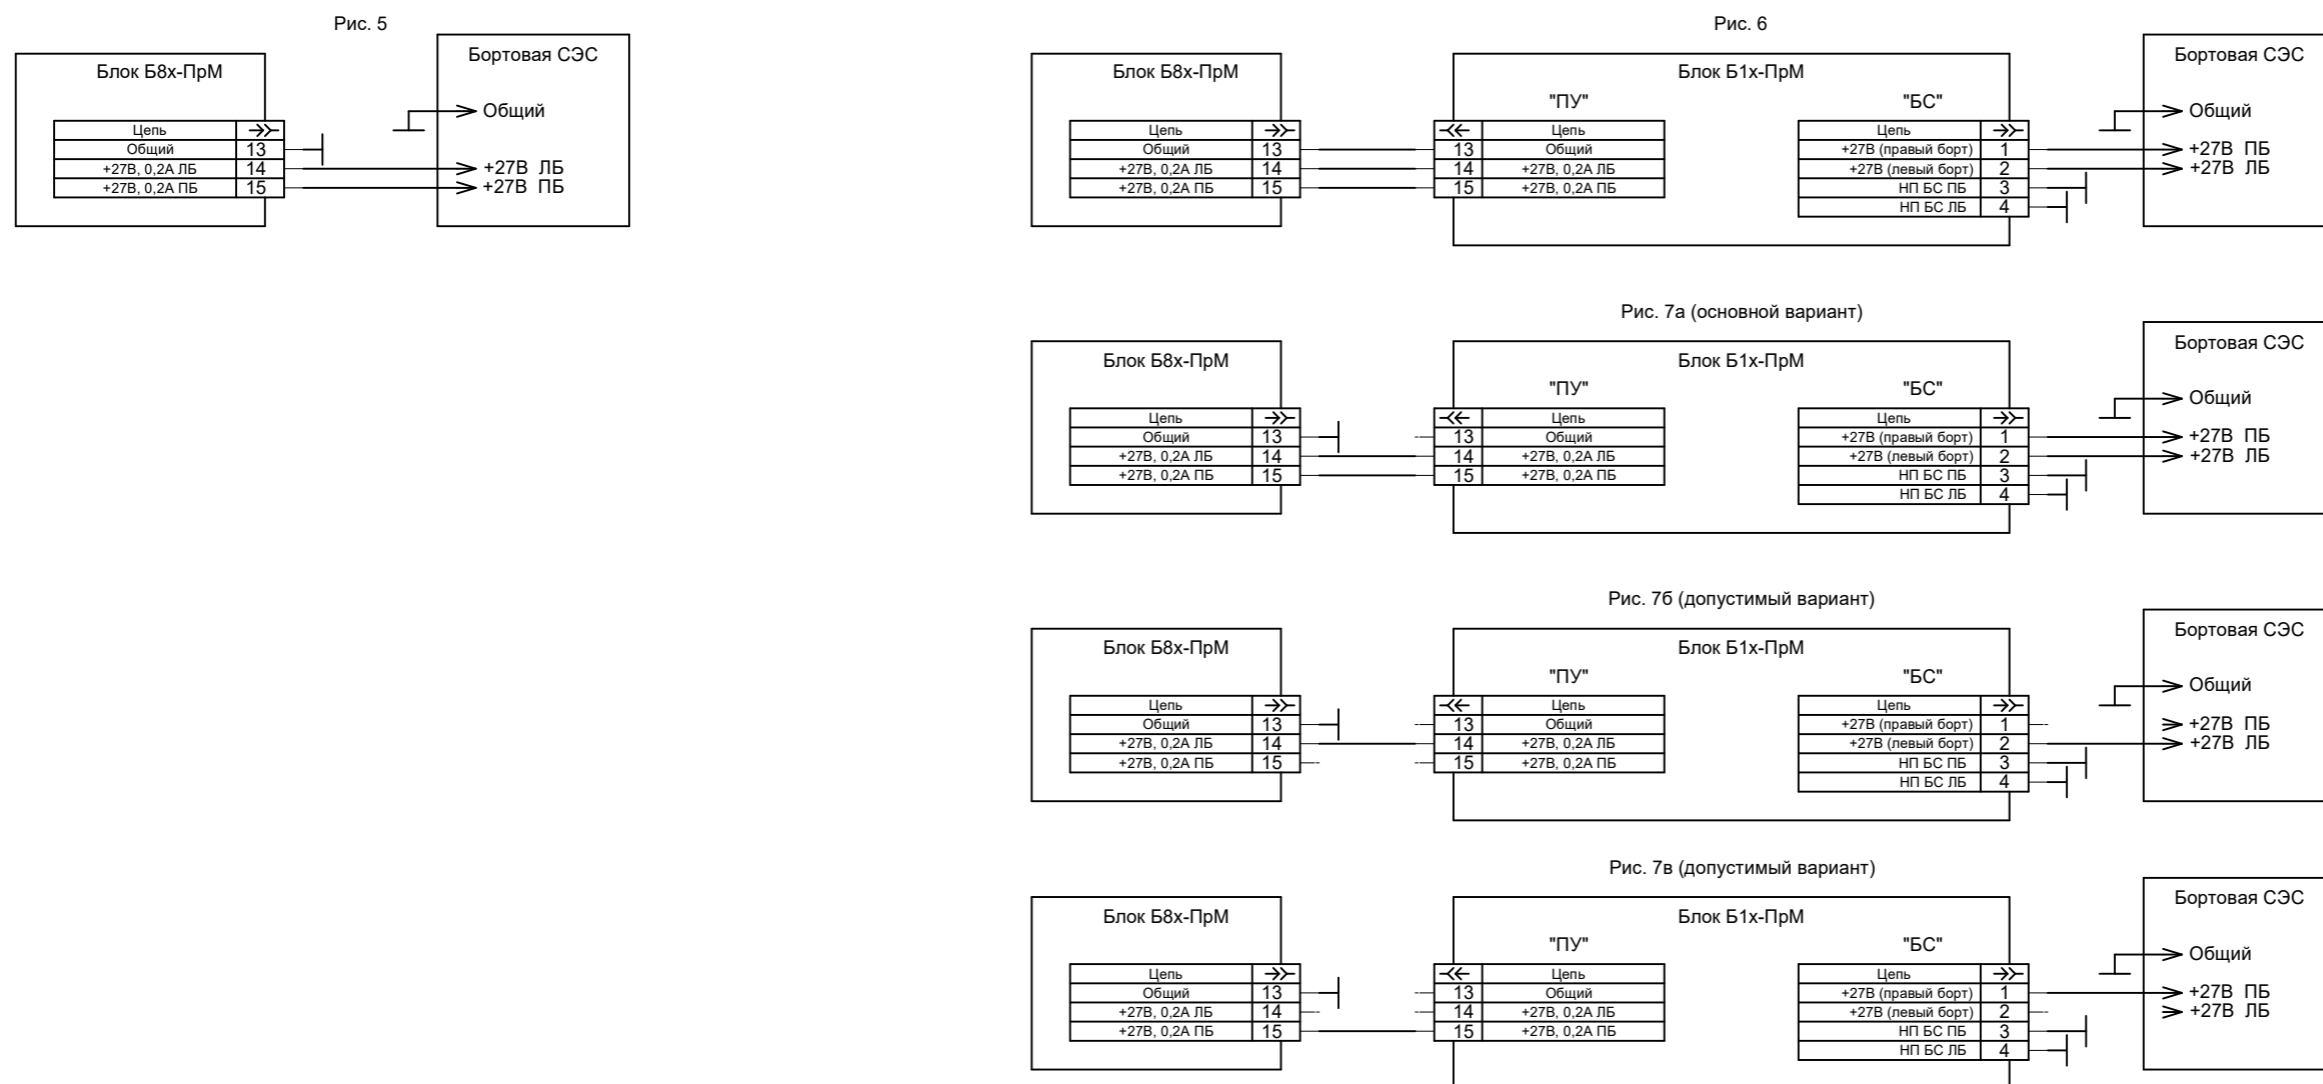 Рис. 5
Блок Б8х-ПрМ
Бортовая СЭС
Общий
Цепь
Общий 13
+27В, 0,2А ЛБ 14 +27В ЛБ
+27В, 0,2А ПБ 15 +27В ПБ
Рис. 6
Блок Б8х-ПрМ Блок Б1х-ПрМ Бортовая СЭС
"ПУ" "БС" Общий
Цепь Цепь Цепь
Общий 13 13 Общий +27В (правый борт) 1 +27В ПБ
+27В, 0,2А ЛБ 14 14 +27В, 0,2А ЛБ +27В (левый борт) 2 +27В ЛБ
+27В, 0,2А ПБ 15 15 +27В, 0,2А ПБ НП БС ПБ 3
НП БС ЛБ 4
Рис. 7а (основной вариант)
Блок Б8х-ПрМ Блок Б1х-ПрМ Бортовая СЭС
"ПУ" "БС" Общий
Цепь Цепь Цепь
Общий 13 13 Общий +27В (правый борт) 1 +27В ПБ
+27В, 0,2А ЛБ 14 14 +27В, 0,2А ЛБ +27В (левый борт) 2 +27В ЛБ
+27В, 0,2А ПБ 15 15 +27В, 0,2А ПБ НП БС ПБ 3
НП БС ЛБ 4
Рис. 7б (допустимый вариант)
Блок Б8х-ПрМ Блок Б1х-ПрМ Бортовая СЭС
"ПУ" "БС" Общий
Цепь Цепь Цепь
Общий 13 13 Общий +27В (правый борт) 1 +27В ПБ
+27В, 0,2А ЛБ 14 14 +27В, 0,2А ЛБ +27В (левый борт) 2 +27В ЛБ
+27В, 0,2А ПБ 15 15 +27В, 0,2А ПБ НП БС ПБ 3
НП БС ЛБ 4
Рис. 7в (допустимый вариант)
Блок Б8х-ПрМ Блок Б1х-ПрМ Бортовая СЭС
"ПУ" "БС" Общий
Цепь Цепь Цепь
Общий 13 13 Общий +27В (правый борт) 1 +27В ПБ
+27В, 0,2А ЛБ 14 14 +27В, 0,2А ЛБ +27В (левый борт) 2 +27В ЛБ
+27В, 0,2А ПБ 15 15 +27В, 0,2А ПБ НП БС ПБ 3
НП БС ЛБ 4